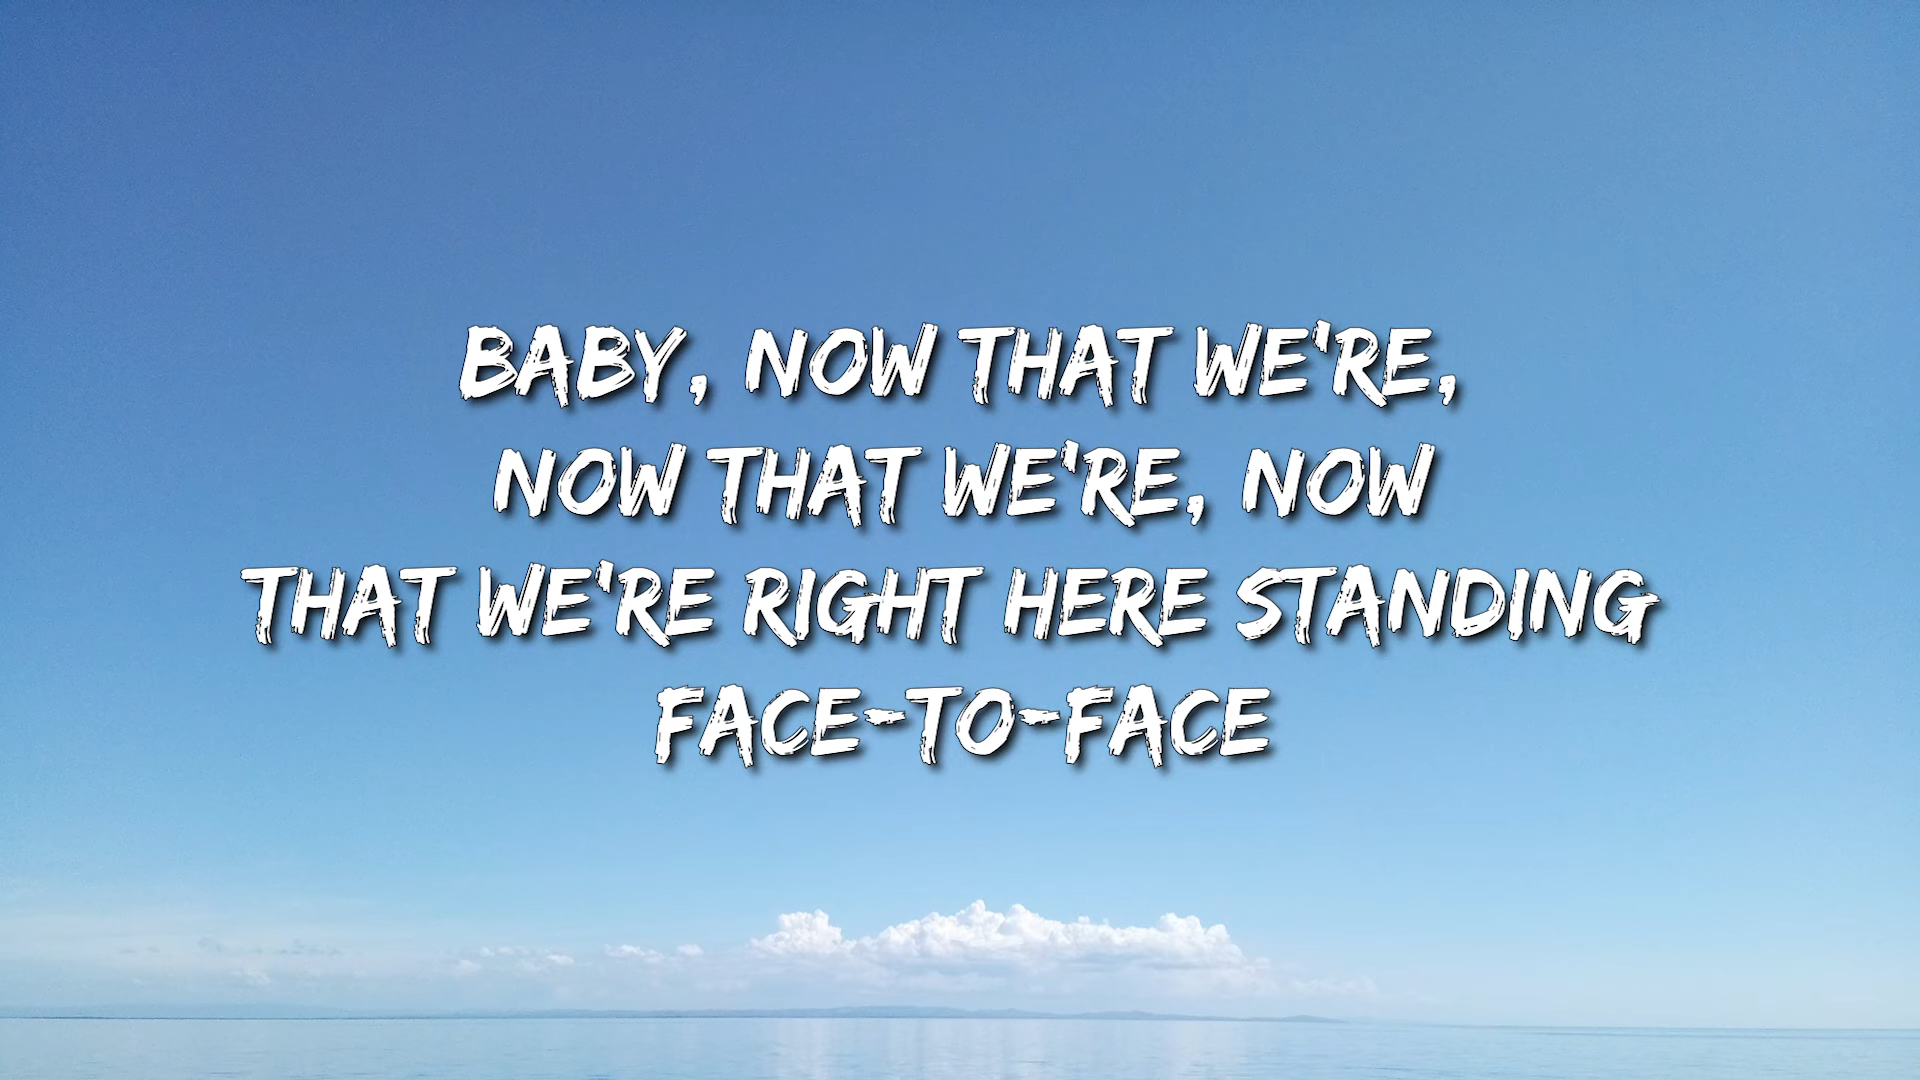 BABY, NOW THAT WE'RE,
NOW THAT WE'RE, NOW
THAT WE'RE RIGHT HERE STANDING
FACE-TO-FACE